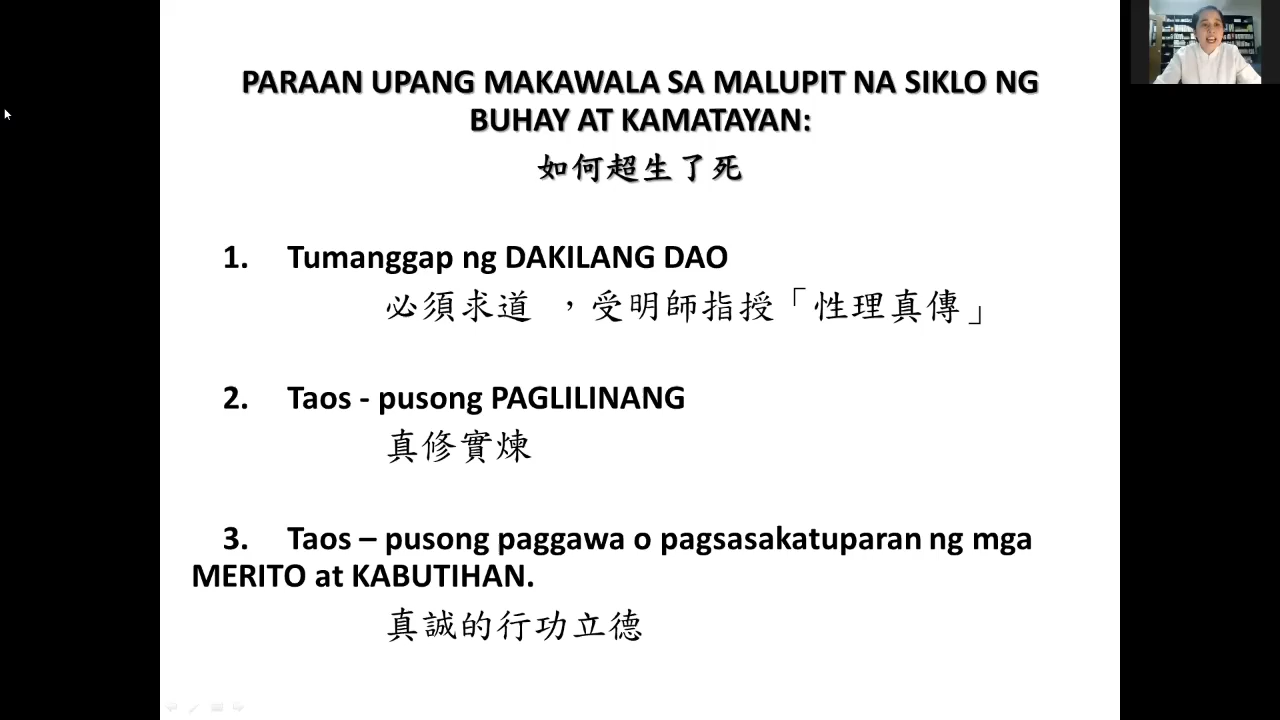 PARAAN UPANG MAKAWALA SA MALUPIT NA SIKLO NG
BUHAY AT KAMATAYAN:
如何超生了死
1. Tumanggap ng DAKILANG DAO
必須求道 ，受明師指授「性理真傳」
2. Taos - pusong PAGLILINANG
真修實煉
3. Taos – pusong paggawa o pagsasakatuparan ng mga
MERITO at KABUTIHAN.
真誠的行功立德